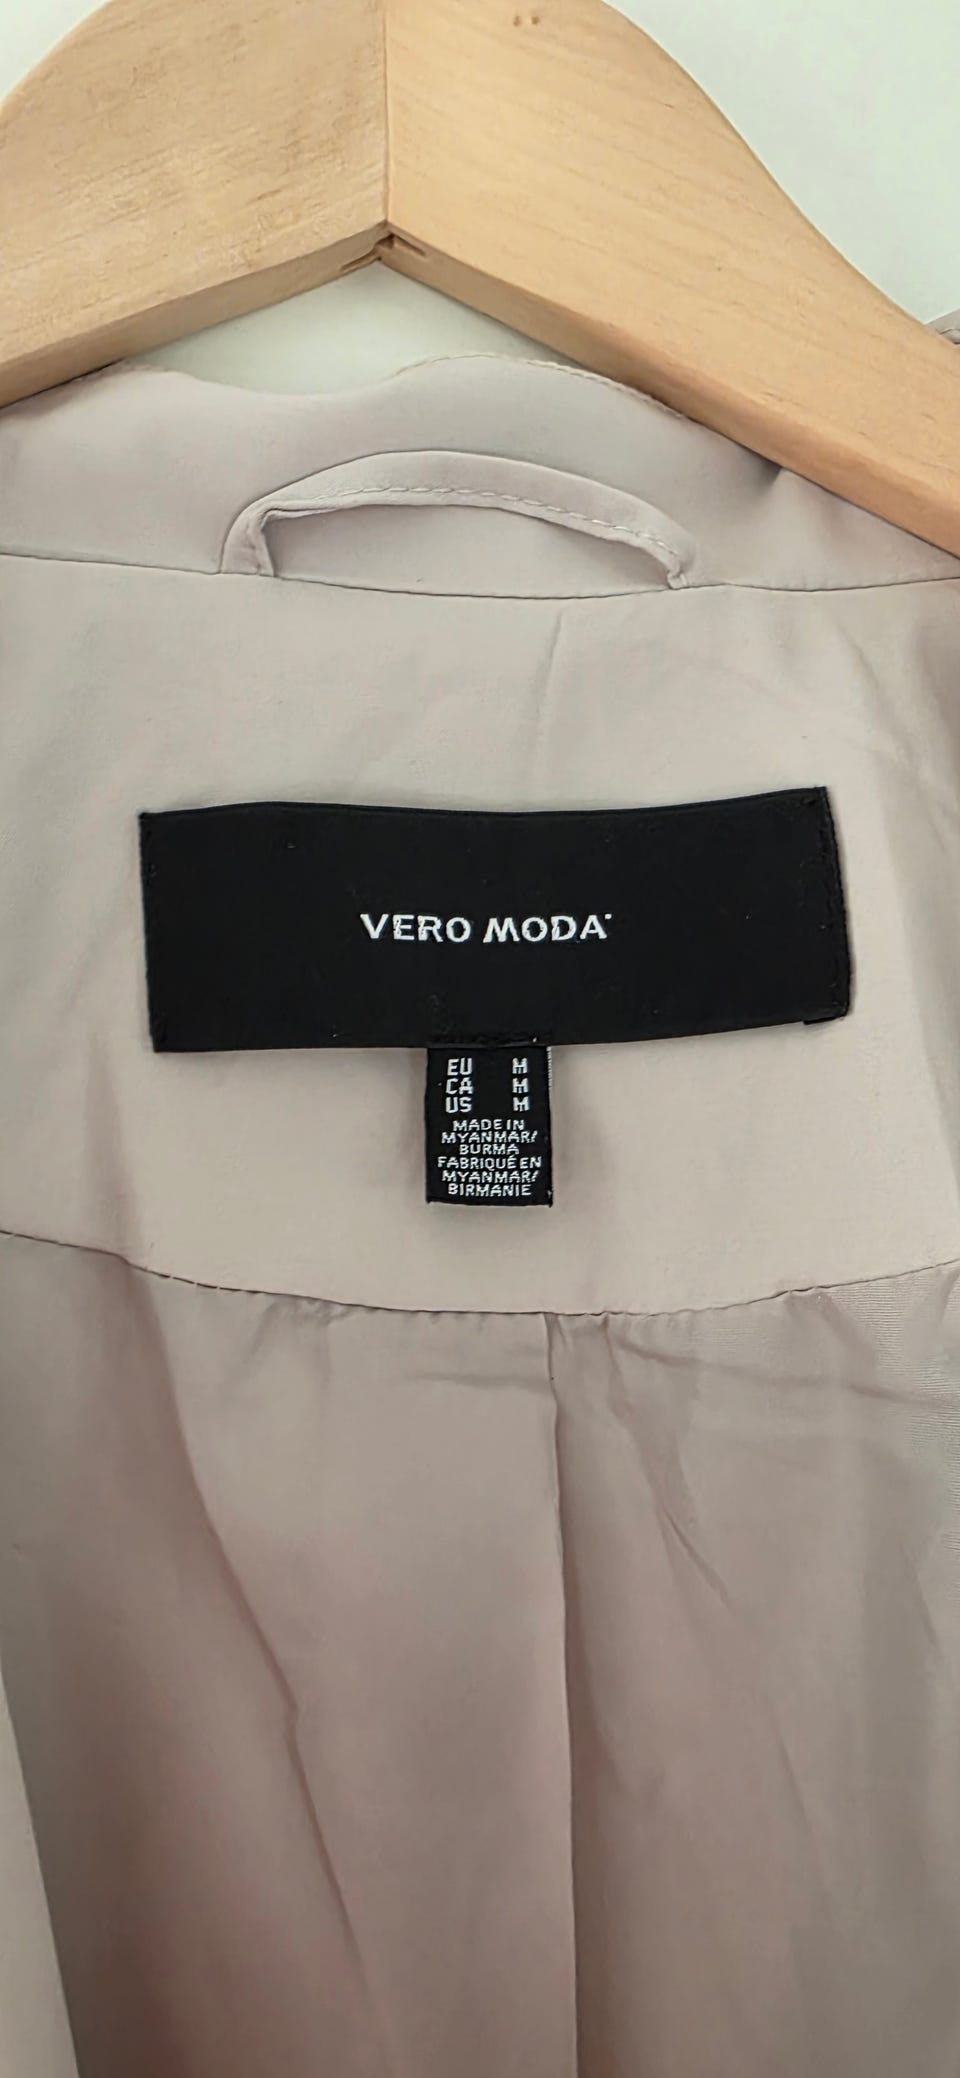 VERO MODA
EU M
CA M
US M
MADE IN
MYANMAR/
BURMA
FABRIQUÉ EN
MYANMAR/
BIRMANIE